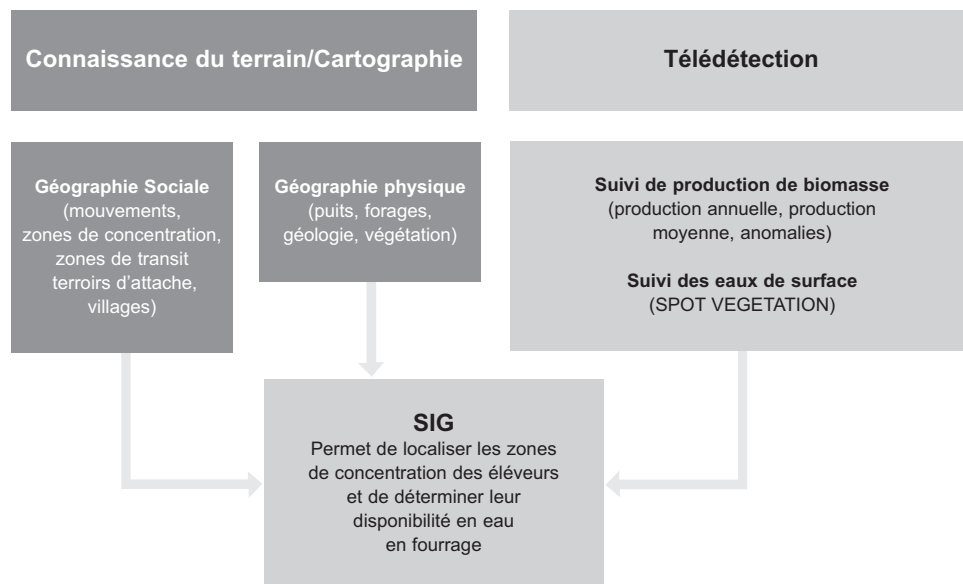 Connaissance du terrain/Cartographie
Télédétection
Géographie Sociale
(mouvements,
zones de concentration,
zones de transit
terroirs d'attache,
villages)
Géographie physique
(puits, forages,
géologie, végétation)
Suivi de production de biomasse
(production annuelle, production
moyenne, anomalies)
Suivi des eaux de surface
(SPOT VEGETATION)
SIG
Permet de localiser les zones
de concentration des éléveurs
et de déterminer leur
disponibilité en eau
en fourrage